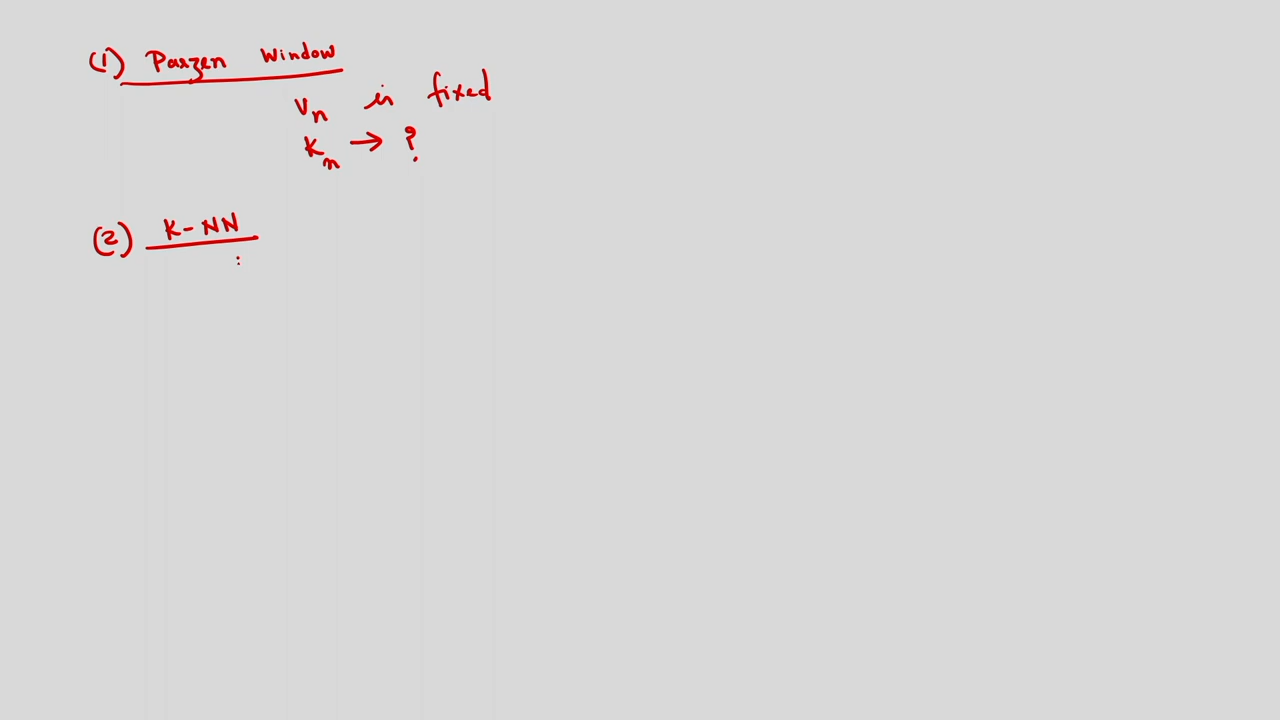 (1) Parzen Window
Vn is fixed
Kn → ?
(2) K-NN